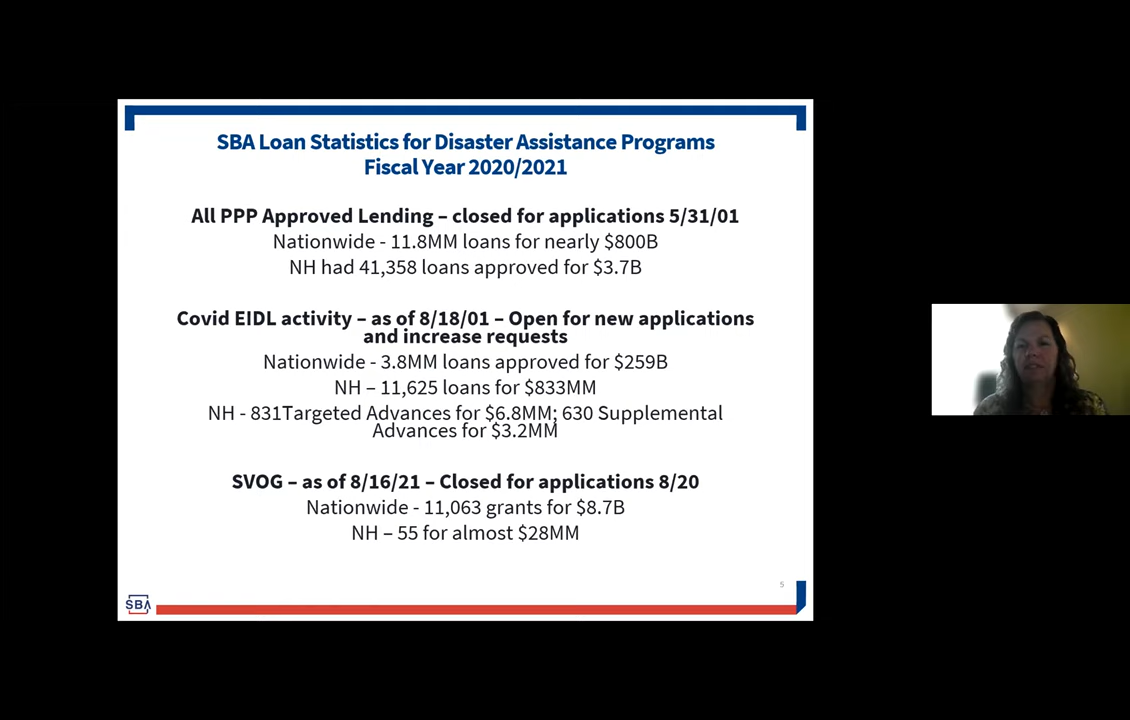 SBA Loan Statistics for Disaster Assistance Programs
Fiscal Year 2020/2021
All PPP Approved Lending – closed for applications 5/31/01
Nationwide - 11.8MM loans for nearly $800B
NH had 41,358 loans approved for $3.7B
Covid EIDL activity – as of 8/18/01 – Open for new applications
and increase requests
Nationwide - 3.8MM loans approved for $259B
NH – 11,625 loans for $833MM
NH - 831Targeted Advances for $6.8MM; 630 Supplemental
Advances for $3.2MM
SVOG – as of 8/16/21 – Closed for applications 8/20
Nationwide - 11,063 grants for $8.7B
NH – 55 for almost $28MM
5
SBA